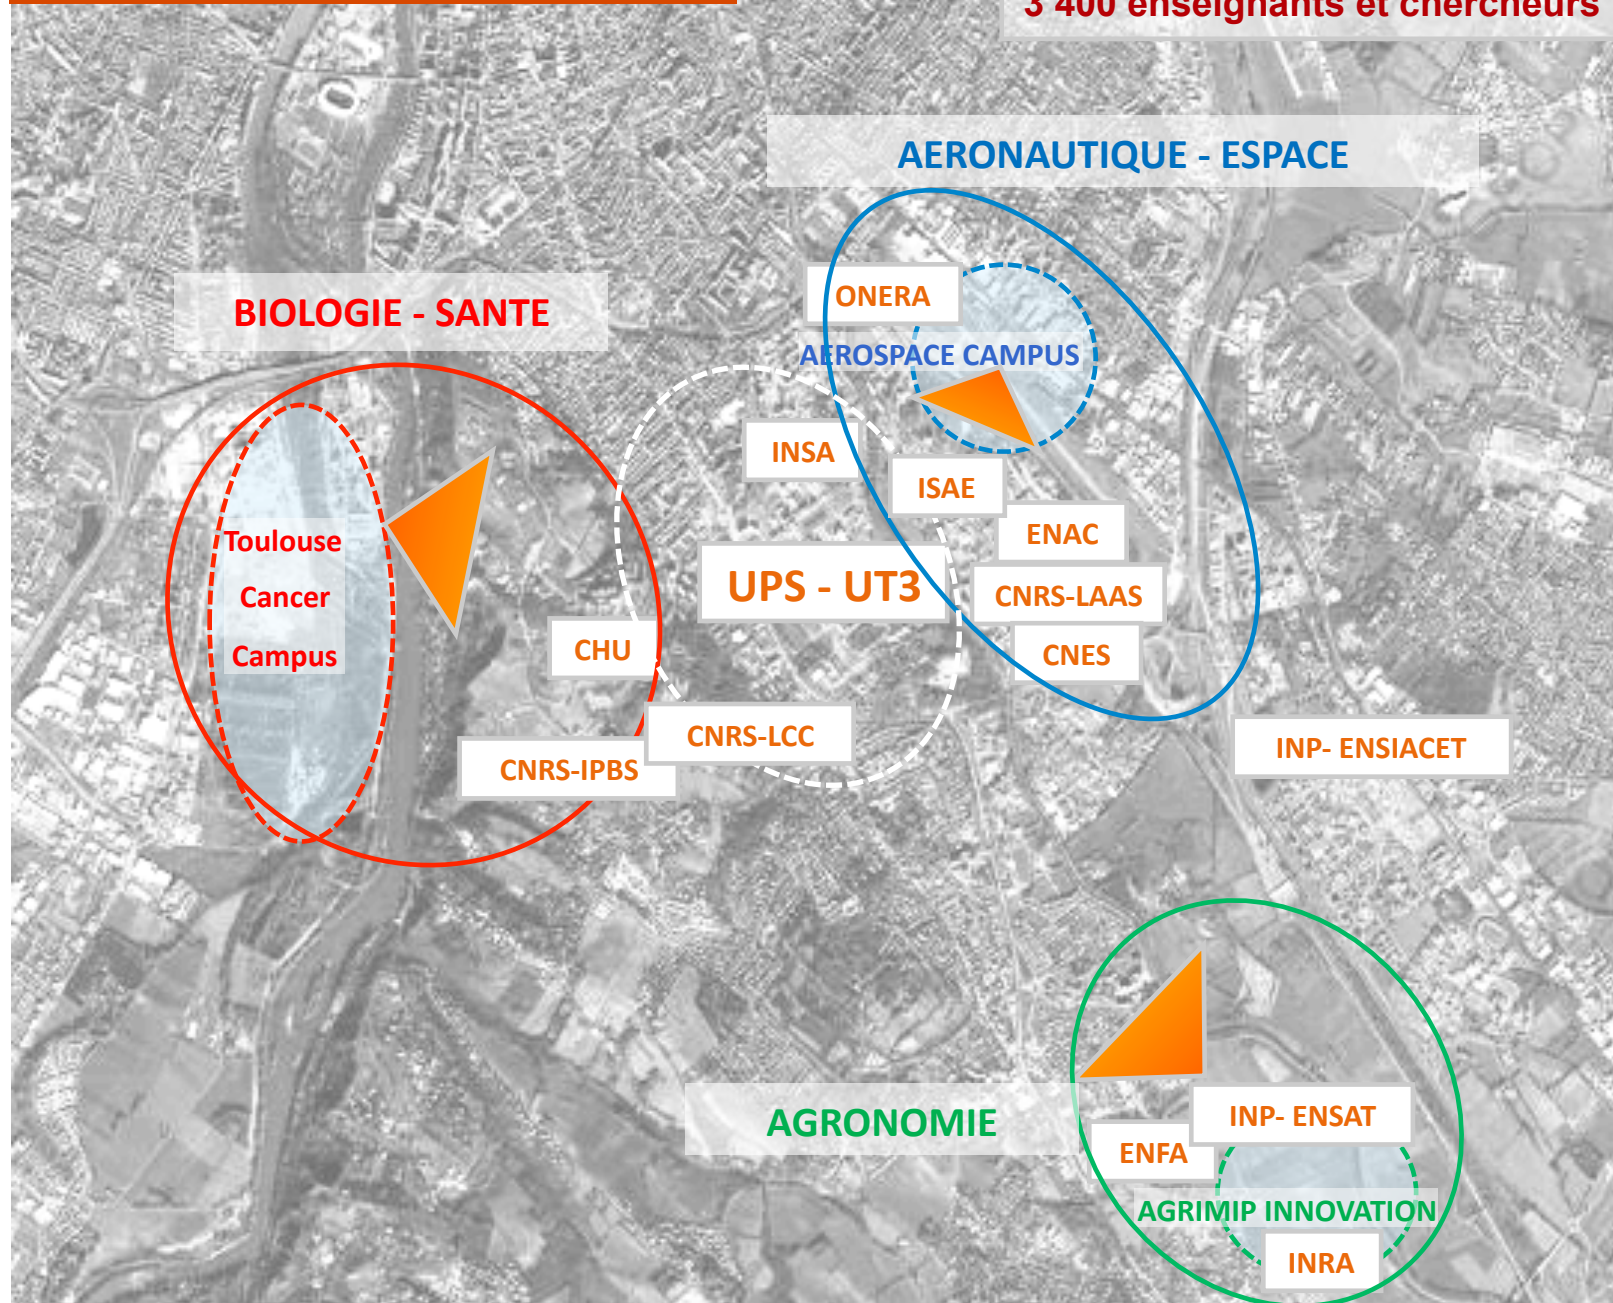 3 400 enseignants et chercheurs
AERONAUTIQUE - ESPACE
BIOLOGIE - SANTE
ONERA
AEROSPACE CAMPUS
INSA
ISAE
ENAC
Toulouse
Cancer
Campus
UPS - UT3
CNRS-LAAS
CHU
CNES
CNRS-LCC
CNRS-IPBS
INP- ENSIACET
AGRONOMIE
INP- ENSAT
ENFA
AGRIMIP INNOVATION
INRA